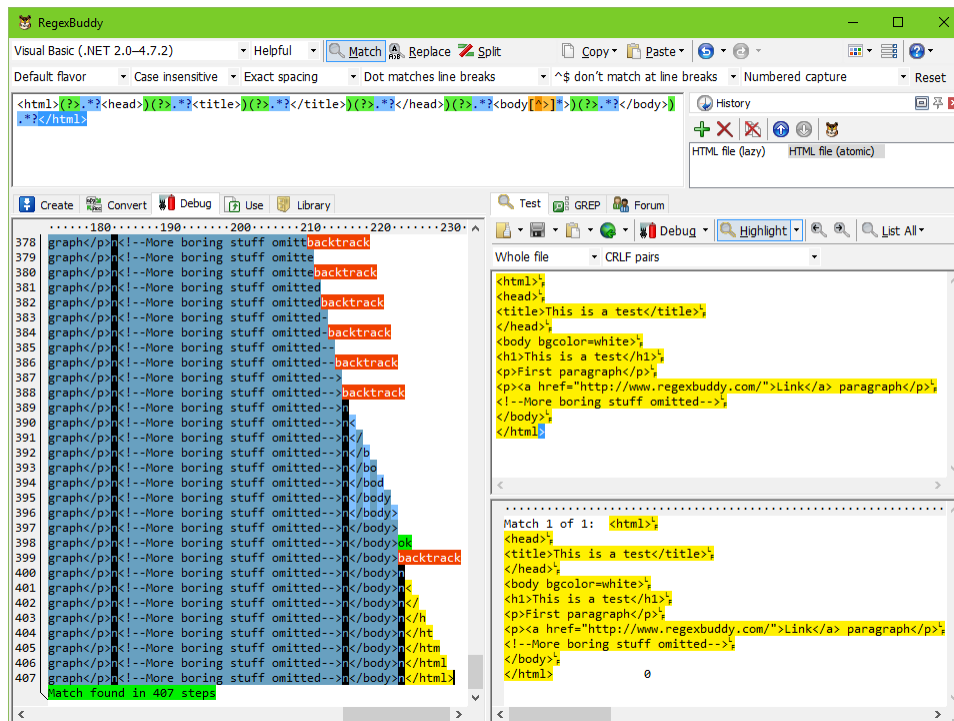 RegexBuddy
Visual Basic (.NET 2.0–4.7.2) Helpful Match Replace Split Copy Paste
Default flavor Case insensitive Exact spacing Dot matches line breaks ^$ don't match at line breaks Numbered capture Reset
<html>(?>.*?<head>)(?>.*?<title>)(?>.*?</title>)(?>.*?</head>)(?>.*?<body[^>]*>)(?>.*?</body>)
.*?</html>
History
HTML file (lazy) HTML file (atomic)
Create Convert Debug Use Library
180 190 200 210 220 230
378 graph</p>n<!--More boring stuff omittbacktrack
379 graph</p>n<!--More boring stuff omitte
380 graph</p>n<!--More boring stuff omittebacktrack
381 graph</p>n<!--More boring stuff omitted
382 graph</p>n<!--More boring stuff omittedbacktrack
383 graph</p>n<!--More boring stuff omitted-
384 graph</p>n<!--More boring stuff omitted-backtrack
385 graph</p>n<!--More boring stuff omitted--
386 graph</p>n<!--More boring stuff omitted--backtrack
387 graph</p>n<!--More boring stuff omitted-->
388 graph</p>n<!--More boring stuff omitted-->backtrack
389 graph</p>n<!--More boring stuff omitted-->n
390 graph</p>n<!--More boring stuff omitted-->n<
391 graph</p>n<!--More boring stuff omitted-->n</
392 graph</p>n<!--More boring stuff omitted-->n</b
393 graph</p>n<!--More boring stuff omitted-->n</bo
394 graph</p>n<!--More boring stuff omitted-->n</bod
395 graph</p>n<!--More boring stuff omitted-->n</body
396 graph</p>n<!--More boring stuff omitted-->n</body>
397 graph</p>n<!--More boring stuff omitted-->n</body>
398 graph</p>n<!--More boring stuff omitted-->n</body>ok
399 graph</p>n<!--More boring stuff omitted-->n</body>backtrack
400 graph</p>n<!--More boring stuff omitted-->n</body>n
401 graph</p>n<!--More boring stuff omitted-->n</body>n<
402 graph</p>n<!--More boring stuff omitted-->n</body>n</
403 graph</p>n<!--More boring stuff omitted-->n</body>n</h
404 graph</p>n<!--More boring stuff omitted-->n</body>n</ht
405 graph</p>n<!--More boring stuff omitted-->n</body>n</htm
406 graph</p>n<!--More boring stuff omitted-->n</body>n</html
407 graph</p>n<!--More boring stuff omitted-->n</body>n</html>
Match found in 407 steps
Test GREP Forum
Debug Highlight List All
Whole file CRLF pairs
<html>
<head>
<title>This is a test</title>
</head>
<body bgcolor=white>
<h1>This is a test</h1>
<p>First paragraph</p>
<p><a href="http://www.regexbuddy.com/">Link</a> paragraph</p>
<!--More boring stuff omitted-->
</body>
</html>
Match 1 of 1: <html>
<head>
<title>This is a test</title>
</head>
<body bgcolor=white>
<h1>This is a test</h1>
<p>First paragraph</p>
<p><a href="http://www.regexbuddy.com/">Link</a> paragraph</p>
<!--More boring stuff omitted-->
</body>
</html> 0